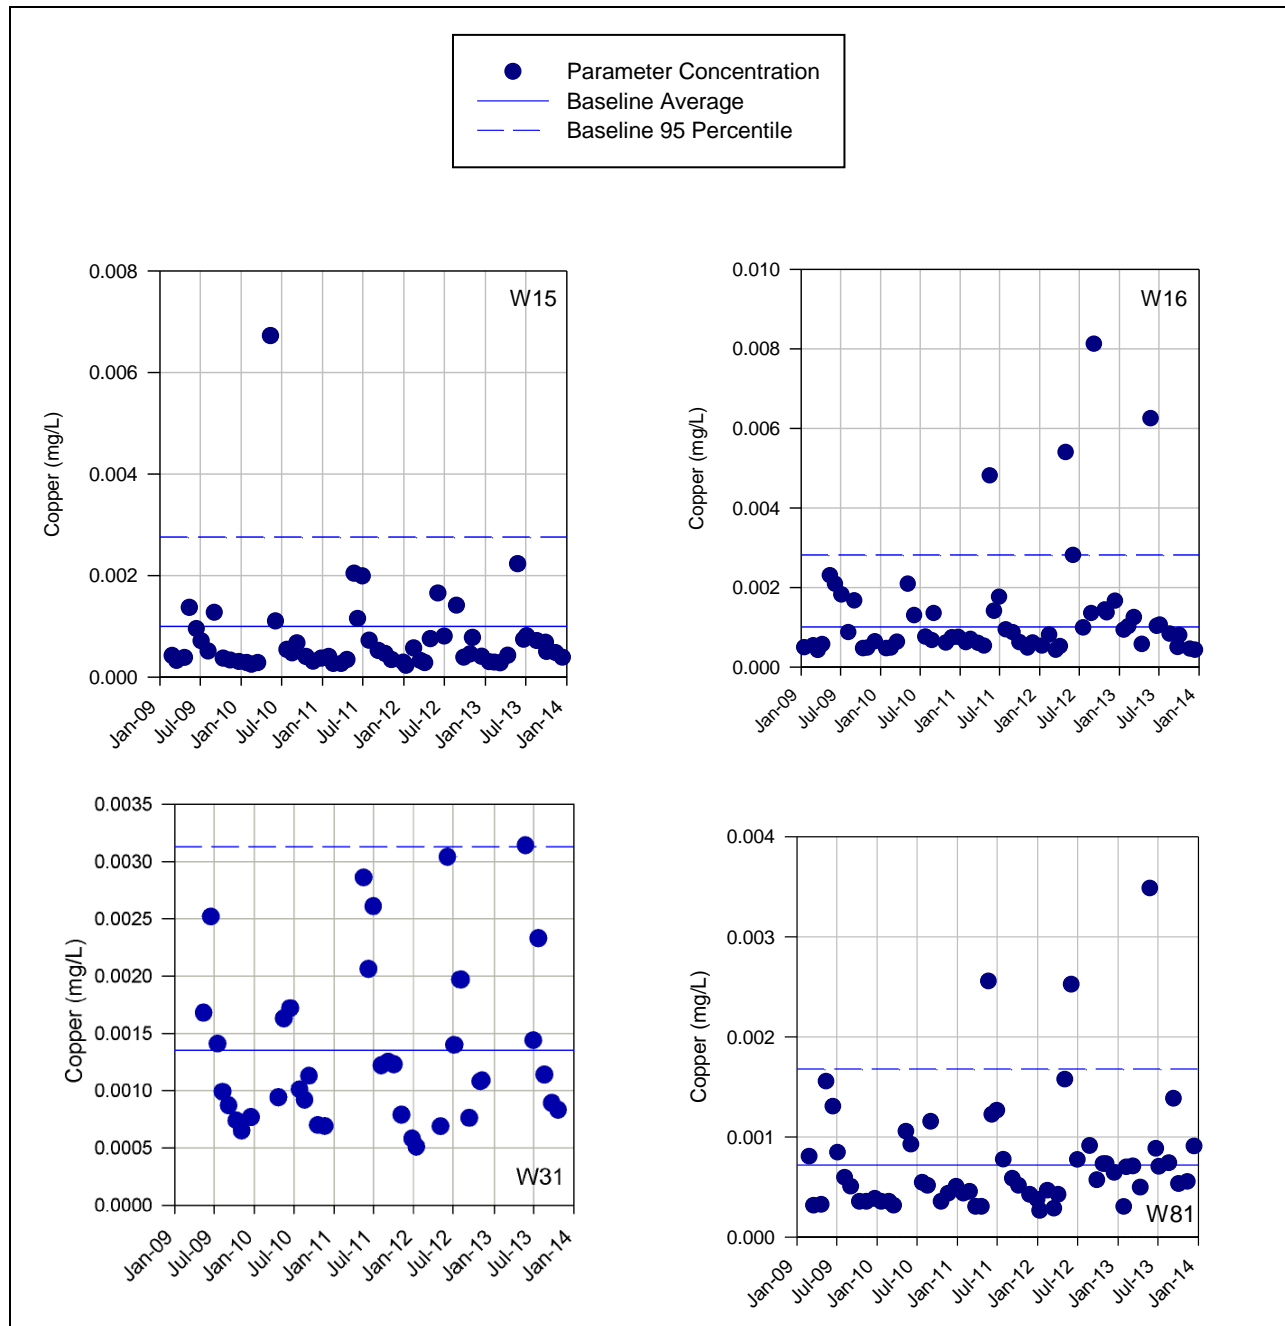 Parameter Concentration
Baseline Average
Baseline 95 Percentile
W15
Copper (mg/L)
0.008
0.006
0.004
0.002
0.000
Jan-09
Jul-09
Jan-10
Jul-10
Jan-11
Jul-11
Jan-12
Jul-12
Jan-13
Jul-13
Jan-14
W16
Copper (mg/L)
0.010
0.008
0.006
0.004
0.002
0.000
Jan-09
Jul-09
Jan-10
Jul-10
Jan-11
Jul-11
Jan-12
Jul-12
Jan-13
Jul-13
Jan-14
W31
Copper (mg/L)
0.0035
0.0030
0.0025
0.0020
0.0015
0.0010
0.0005
0.0000
Jan-09
Jul-09
Jan-10
Jul-10
Jan-11
Jul-11
Jan-12
Jul-12
Jan-13
Jul-13
Jan-14
W81
Copper (mg/L)
0.004
0.003
0.002
0.001
0.000
Jan-09
Jul-09
Jan-10
Jul-10
Jan-11
Jul-11
Jan-12
Jul-12
Jan-13
Jul-13
Jan-14